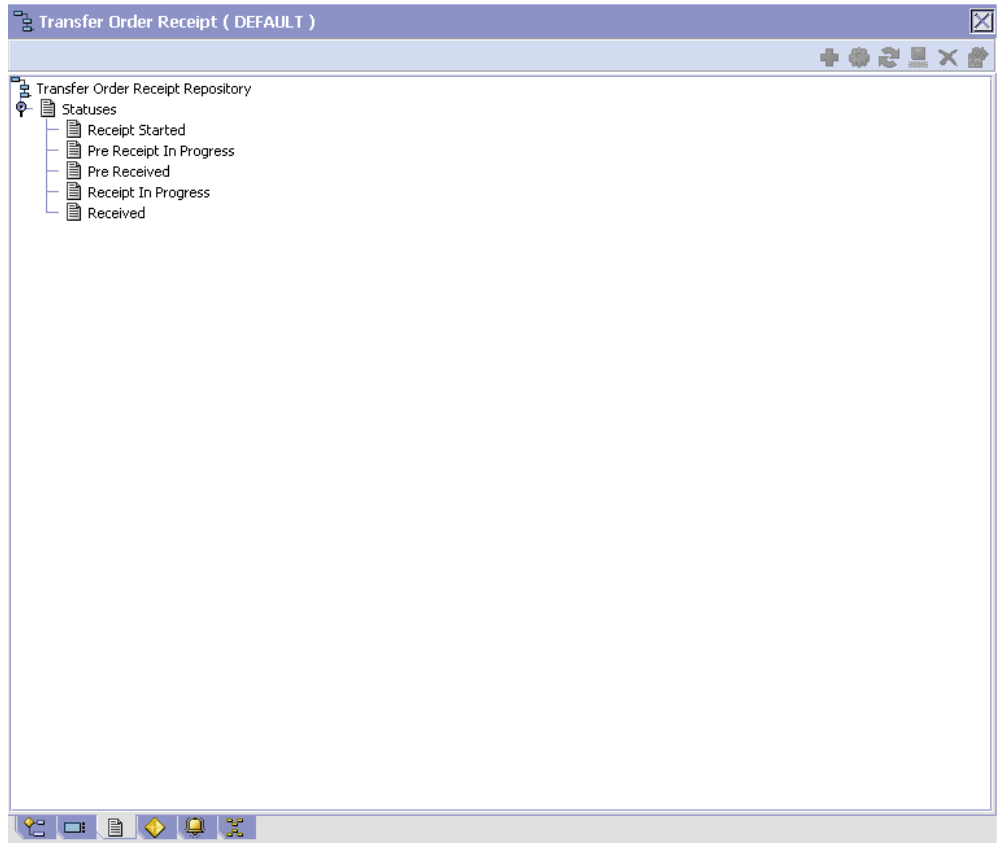 Transfer Order Receipt ( DEFAULT )
Transfer Order Receipt Repository
Statuses
Receipt Started
Pre Receipt In Progress
Pre Received
Receipt In Progress
Received